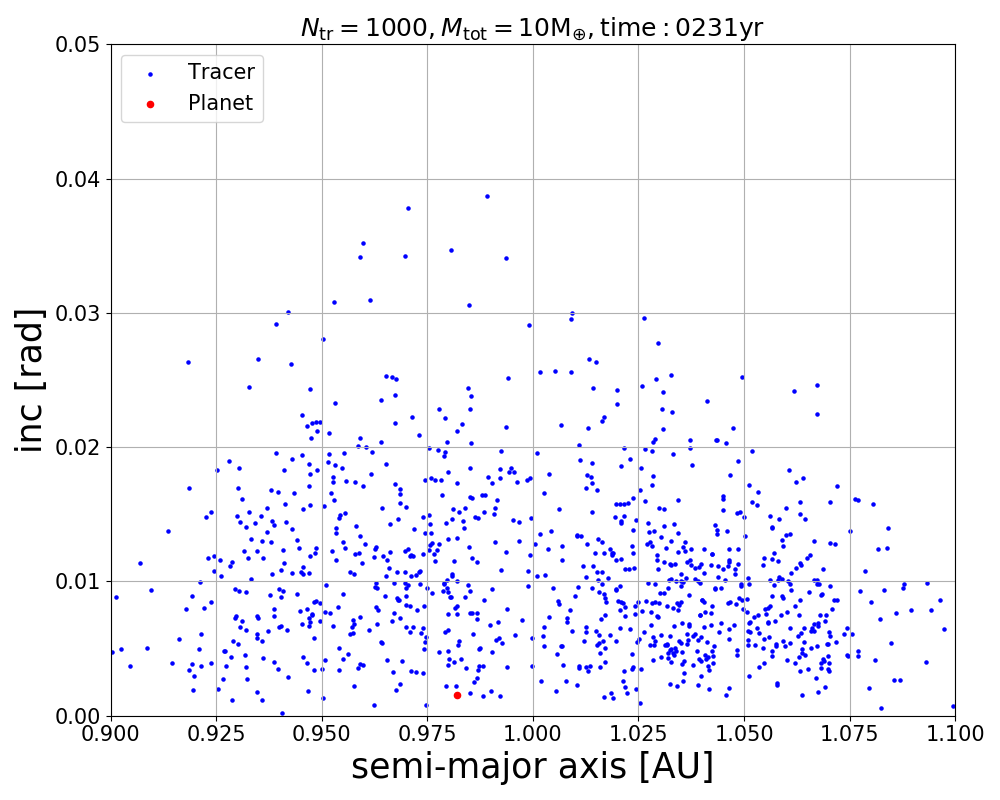 N_tr = 1000, M_tot = 10M_⊕, time : 0231yr
Tracer
Planet
inc [rad]
0.05
0.04
0.03
0.02
0.01
0.00
0.900 0.925 0.950 0.975 1.000 1.025 1.050 1.075 1.100
semi-major axis [AU]